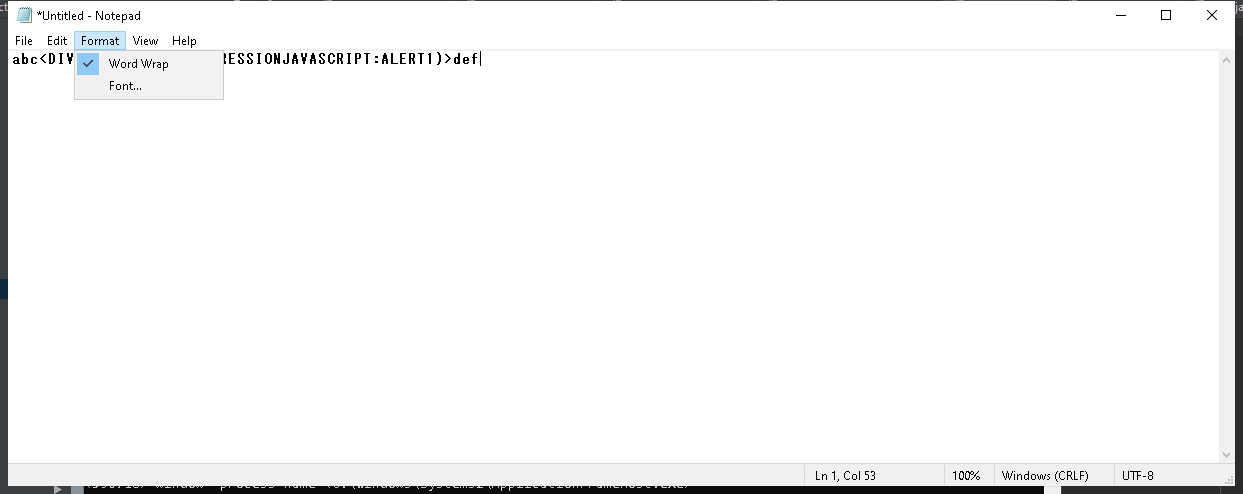 *Untitled - Notepad
File Edit Format View Help
abc<DIV RESSIONJAVASCRIPT:ALERT1)>def
Word Wrap
Font...
Ln 1, Col 53 100% Windows (CRLF) UTF-8